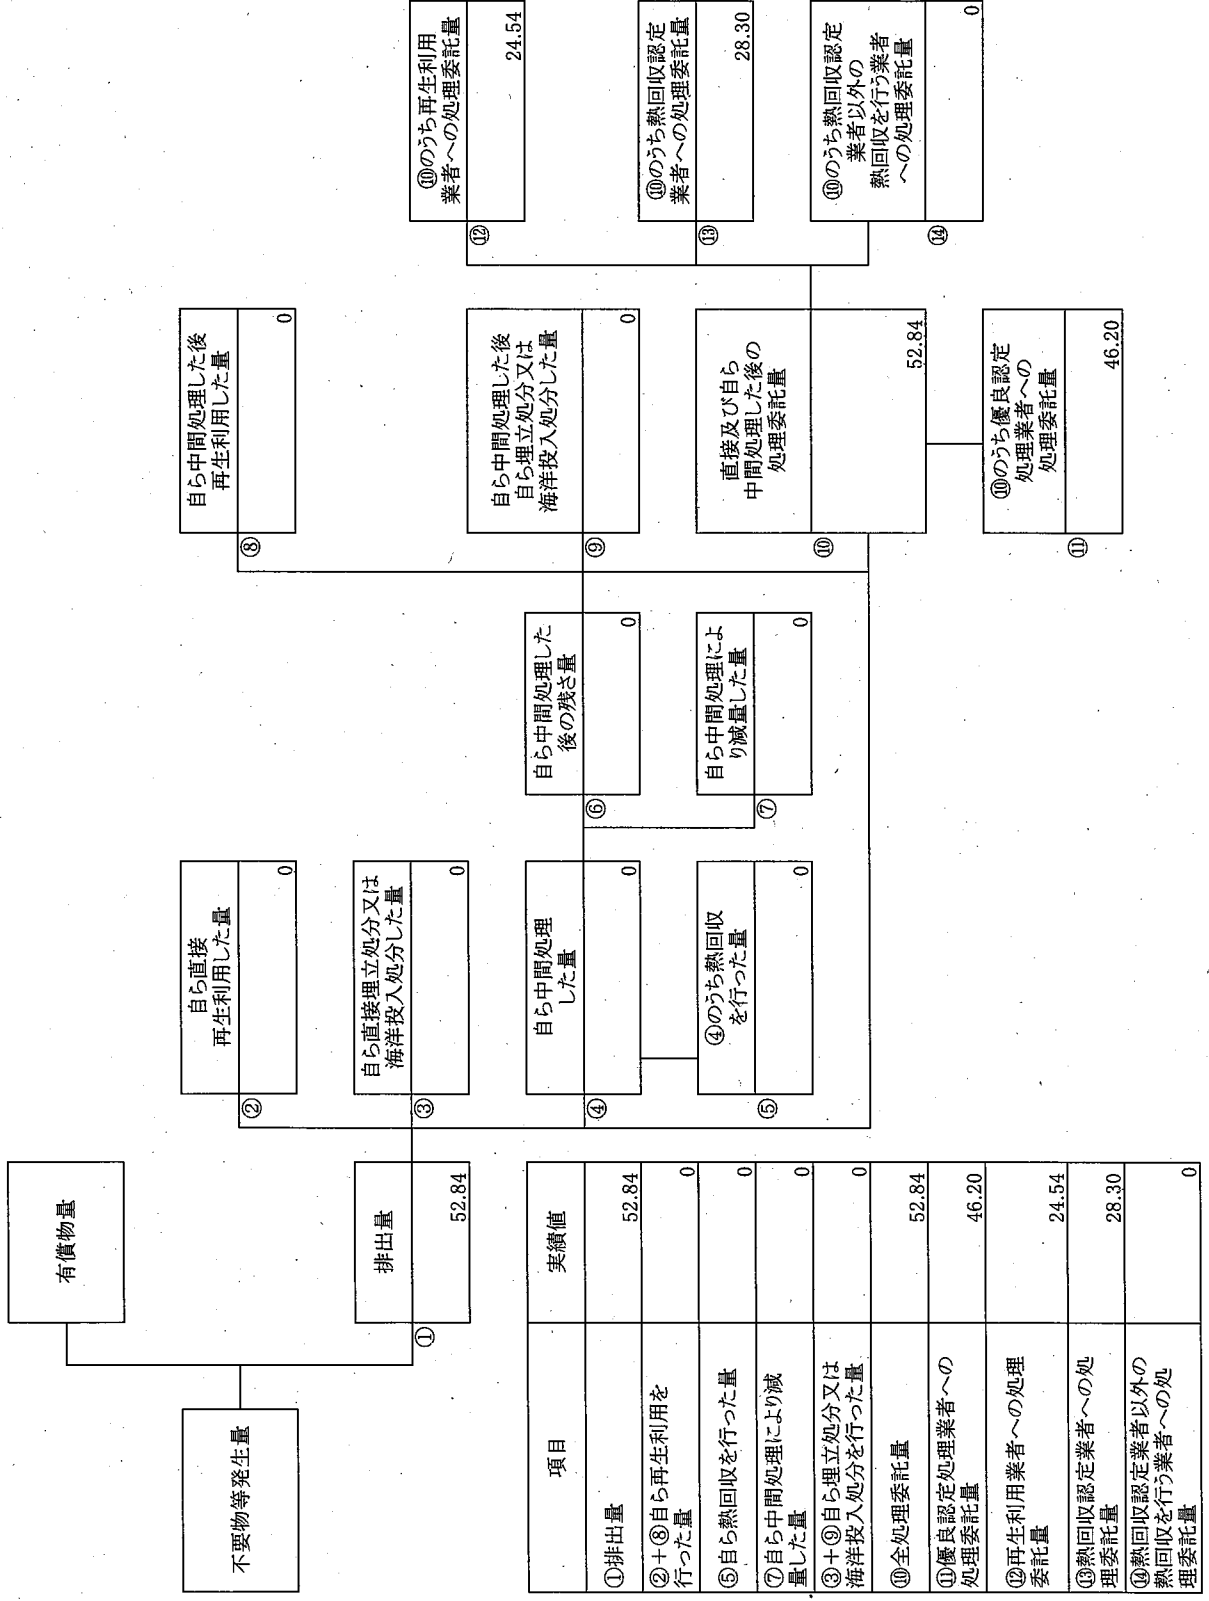 有償物量
不要物等発生量
排出量
52.84
①
自ら直接
再生利用した量
0
②
自ら直接埋立処分又は
海洋投入処分した量
0
③
自ら中間処理
した量
0
④
④のうち熱回収
を行った量
0
⑤
自ら中間処理した
後の残さ量
0
⑥
自ら中間処理によ
り減量した量
0
⑦
自ら中間処理した後
再生利用した量
0
⑧
自ら中間処理した後
自ら埋立処分又は
海洋投入処分した量
0
⑨
直接及び自ら
中間処理した後の
処理委託量
52.84
⑩
⑩のうち優良認定
処理業者への
処理委託量
46.20
⑪
⑩のうち再生利用
業者への処理委託量
24.54
⑫
⑩のうち熱回収認定
業者への処理委託量
28.30
⑬
⑩のうち熱回収認定
業者以外の
熱回収を行う業者
への処理委託量
0
⑭
項目 実績値
①排出量 52.84
②+⑧自ら再生利用を
行った量 0
⑤自ら熱回収を行った量 0
⑦自ら中間処理により減
量した量 0
③+⑨自ら埋立処分又は
海洋投入処分を行った量 0
⑩全処理委託量 52.84
⑪優良認定処理業者への
処理委託量 46.20
⑫再生利用業者への処理
委託量 24.54
⑬熱回収認定業者への処
理委託量 28.30
⑭熱回収認定業者以外の
熱回収を行う業者への処
理委託量 0